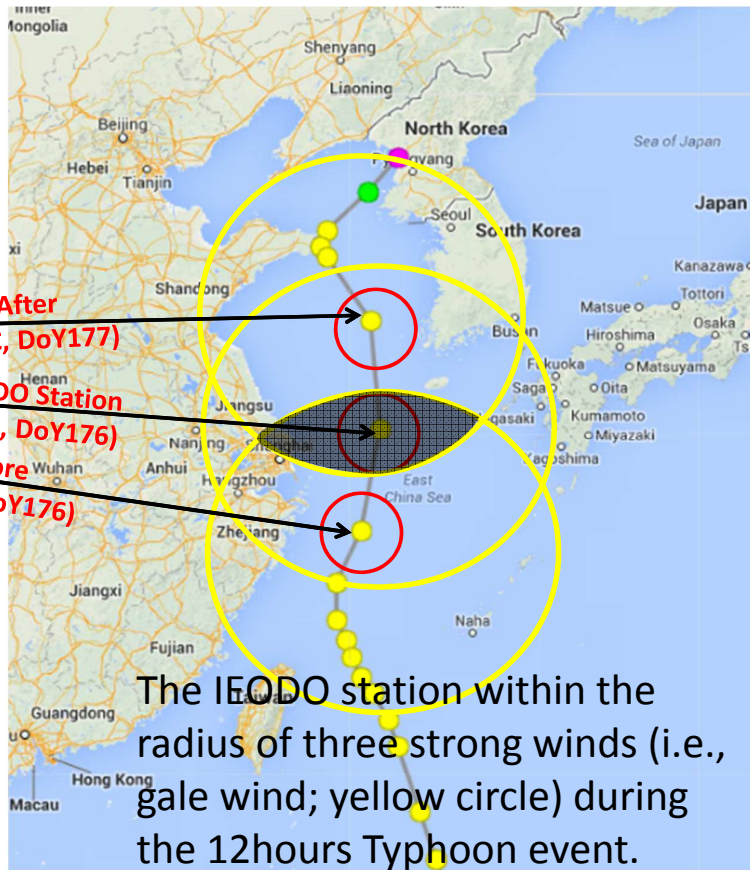 Inner
Mongolia
Shenyang
Liaoning
Beijing
North Korea
Hebei
Tianjin
Sea of Japan
Japan
Seoul
South Korea
Kanazawa
Shandong
After
DoY177)
Tottori
Matsue
Busan
Osaka
Hiroshima
Fukuoka
Matsuyama
Henan
Saga
Oita
Station
DoY176)
Jiangsu
Kumamoto
Nanjing
Shanghai
Miyazaki
Wuhan
Anhui
Kagoshima
Hangzhou
East
China Sea
Zhejiang
Jiangxi
Naha
Fujian
Taiwan
The IEODO station within the
Guangdong
radius of three strong winds (i.e.,
Hong Kong
gale wind; yellow circle) during
Macau
the 12hours Typhoon event.